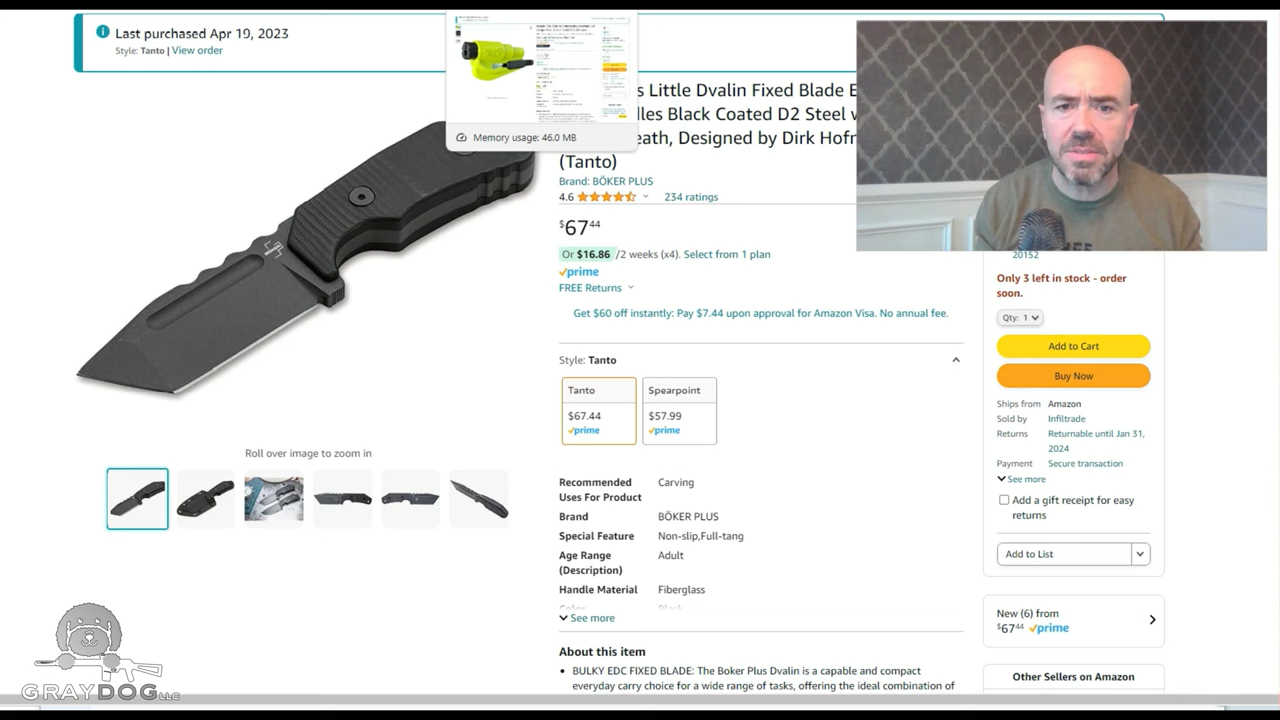 Last purchased Apr 19, 2023
Style: Tanto | View order
Memory usage: 46.0 MB
s Little Dvalin Fixed Blade E
les Black Coated D2 Steel w
eath, Designed by Dirk Hofm
(Tanto)
Brand: BÖKER PLUS
4.6
234 ratings
$67⁴⁴
Or $16.86 /2 weeks (x4). Select from 1 plan
prime
FREE Returns
Get $60 off instantly: Pay $7.44 upon approval for Amazon Visa. No annual fee.
Style: Tanto
Tanto
$67.44
prime
Spearpoint
$57.99
prime
Roll over image to zoom in
Recommended Uses For Product
Carving
Brand
BÖKER PLUS
Special Feature
Non-slip,Full-tang
Age Range (Description)
Adult
Handle Material
Fiberglass
Color
Black
See more
About this item
• BULKY EDC FIXED BLADE: The Boker Plus Dvalin is a capable and compact
everyday carry choice for a wide range of tasks, offering the ideal combination of
20152
Only 3 left in stock - order
soon.
Qty: 1
Add to Cart
Buy Now
Ships from Amazon
Sold by Infiltrade
Returns Returnable until Jan 31,
2024
Payment Secure transaction
See more
Add a gift receipt for easy
returns
Add to List
New (6) from
$67⁴⁴ prime
Other Sellers on Amazon
GRAYDOG LLC